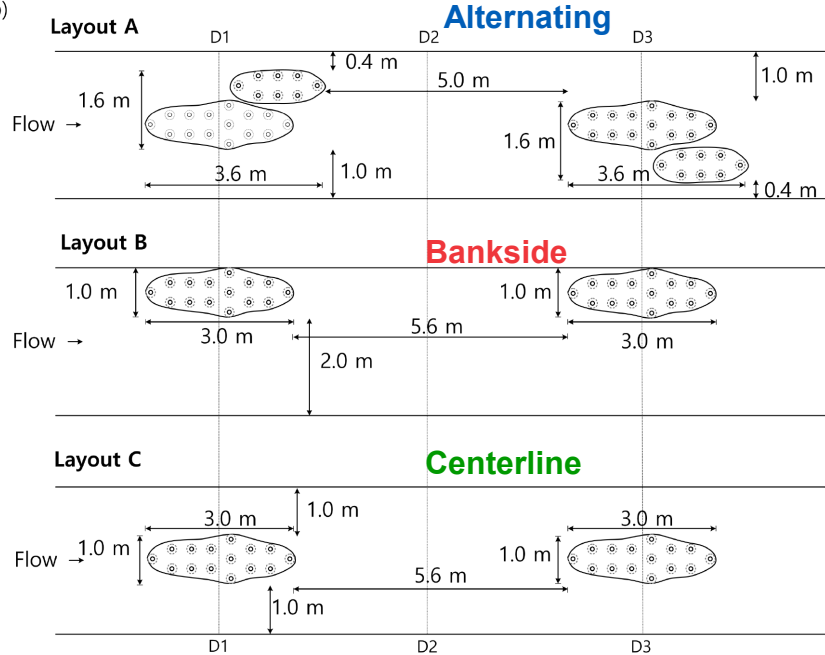 )
Layout A
Alternating
D1 D2 D3
0.4 m
1.0 m
5.0 m
1.6 m
Flow →
1.6 m
3.6 m
1.0 m
3.6 m
0.4 m
Layout B
Bankside
1.0 m
1.0 m
3.0 m
5.6 m
3.0 m
Flow →
2.0 m
Layout C
Centerline
3.0 m
1.0 m
3.0 m
1.0 m
1.0 m
Flow →
5.6 m
1.0 m
D1 D2 D3